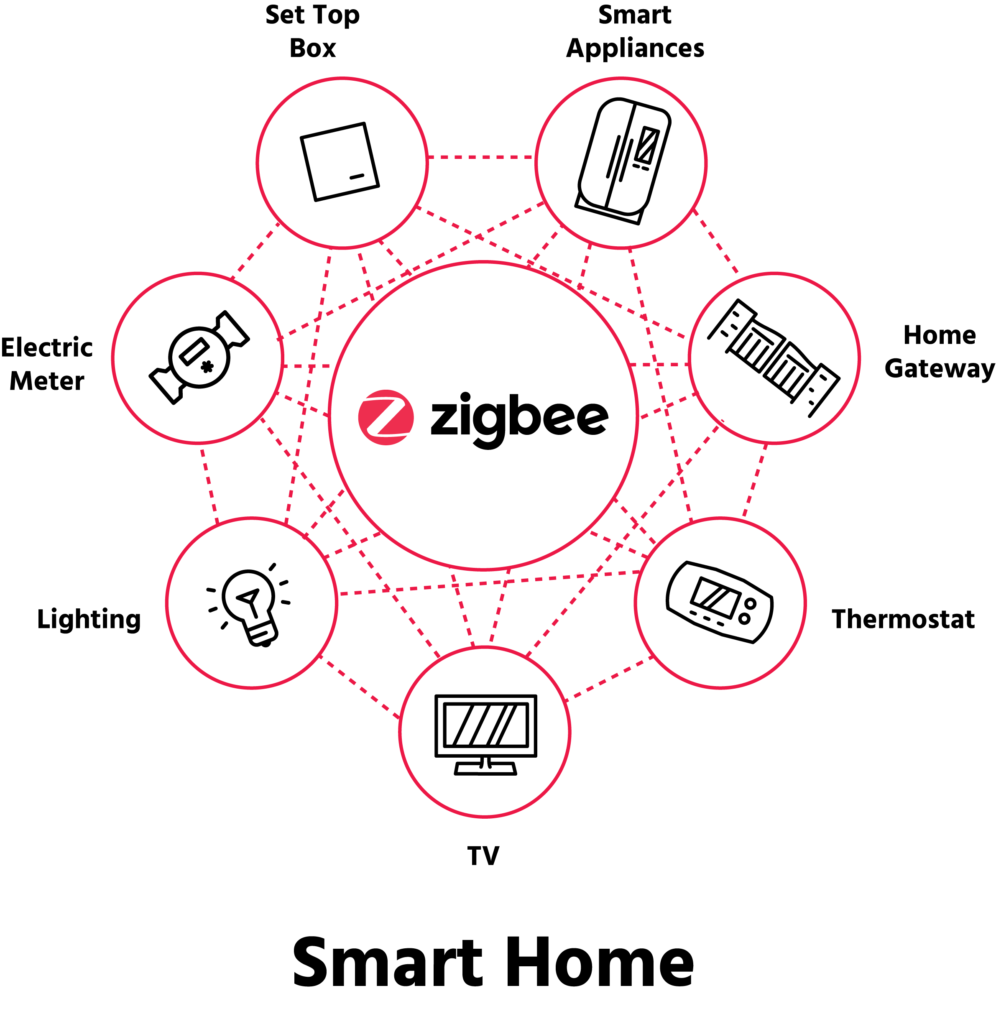 Set Top
Box
Smart
Appliances
Electric
Meter
Home
Gateway
zigbee
Lighting
Thermostat
TV
Smart Home